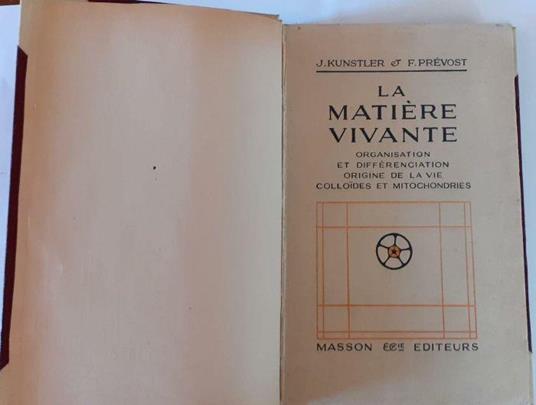 J. KUNSTLER & F. PRÉVOST
LA
MATIÈRE
VIVANTE
ORGANISATION
ET DIFFÉRENCIATION
ORIGINE DE LA VIE
COLLOÏDES ET MITOCHONDRIES
MASSON & Cie EDITEURS